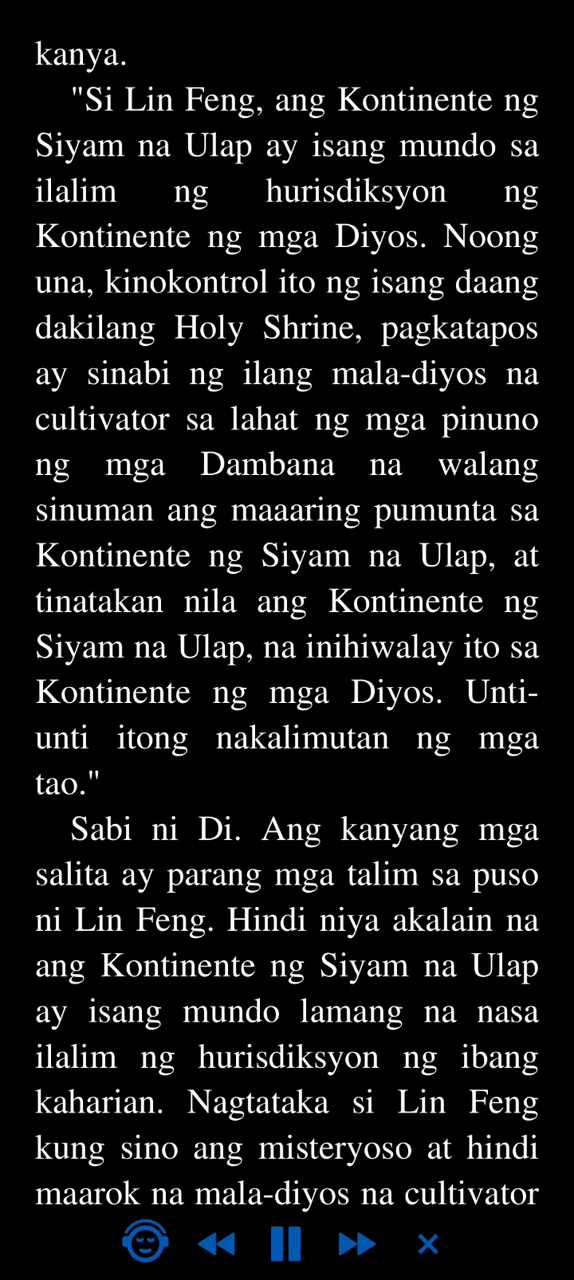 kanya.
"Si Lin Feng, ang Kontinente ng
Siyam na Ulap ay isang mundo sa
ilalim ng hurisdiksyon ng
Kontinente ng mga Diyos. Noong
una, kinokontrol ito ng isang daang
dakilang Holy Shrine, pagkatapos
ay sinabi ng ilang mala-diyos na
cultivator sa lahat ng mga pinuno
ng mga Dambana na walang
sinuman ang maaaring pumunta sa
Kontinente ng Siyam na Ulap, at
tinatakan nila ang Kontinente ng
Siyam na Ulap, na inihiwalay ito sa
Kontinente ng mga Diyos. Unti-
unti itong nakalimutan ng mga
tao."
Sabi ni Di. Ang kanyang mga
salita ay parang mga talim sa puso
ni Lin Feng. Hindi niya akalain na
ang Kontinente ng Siyam na Ulap
ay isang mundo lamang na nasa
ilalim ng hurisdiksyon ng ibang
kaharian. Nagtataka si Lin Feng
kung sino ang misteryoso at hindi
maarok na mala-diyos na cultivator